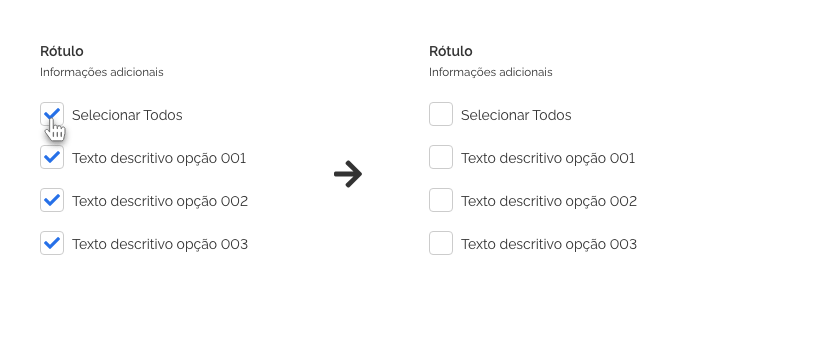 Rótulo
Informações adicionais
Selecionar Todos
Texto descritivo opção 001
Texto descritivo opção 002
Texto descritivo opção 003
Rótulo
Informações adicionais
Selecionar Todos
Texto descritivo opção 001
Texto descritivo opção 002
Texto descritivo opção 003